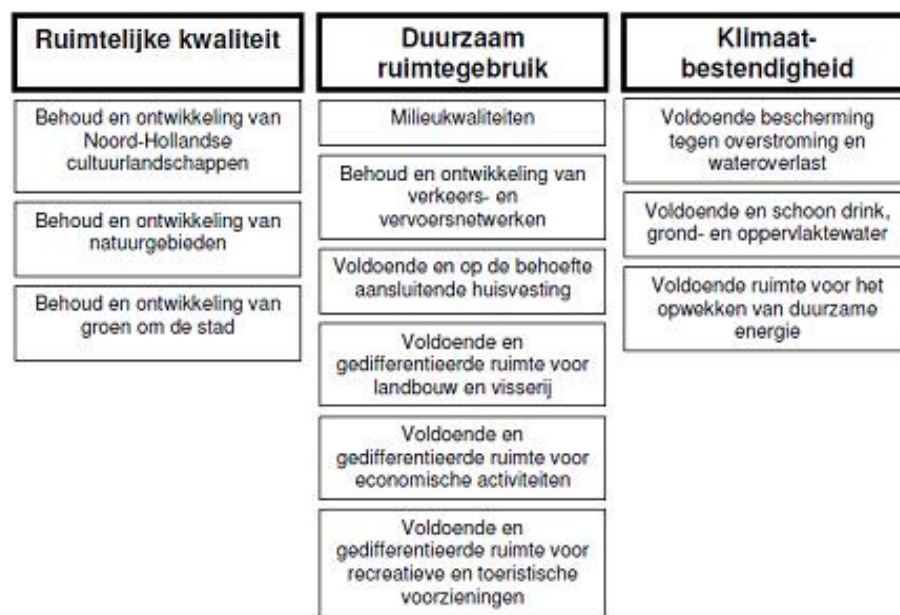 Ruimtelijke kwaliteit
Behoud en ontwikkeling van
Noord-Hollandse
cultuurlandschappen
Behoud en ontwikkeling van
natuurgebieden
Behoud en ontwikkeling van
groen om de stad
Duurzaam
ruimtegebruik
Milieukwaliteiten
Behoud en ontwikkeling van
verkeers- en
vervoersnetwerken
Voldoende en op de behoefte
aansluitende huisvesting
Voldoende en
gedifferentieerde ruimte voor
landbouw en visserij
Voldoende en
gedifferentieerde ruimte voor
economische activiteiten
Voldoende en
gedifferentieerde ruimte voor
recreatieve en toeristische
voorzieningen
Klimaat-
bestendigheid
Voldoende bescherming
tegen overstroming en
wateroverlast
Voldoende en schoon drink,
grond- en oppervlaktewater
Voldoende ruimte voor het
opwekken van duurzame
energie